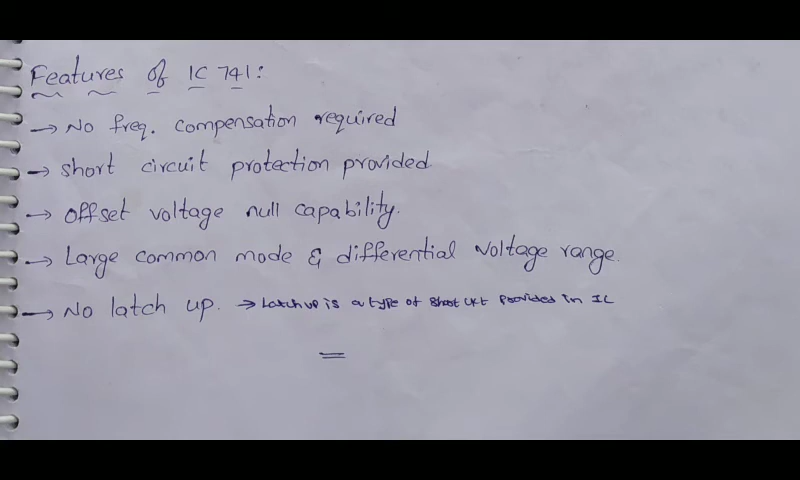 Features of IC 741:
→ No freq. compensation required
→ short circuit protection provided
→ offset voltage null capability.
→ Large common mode & differential voltage range.
→ No latch up. → Latch up is a type of short ckt provided in IC